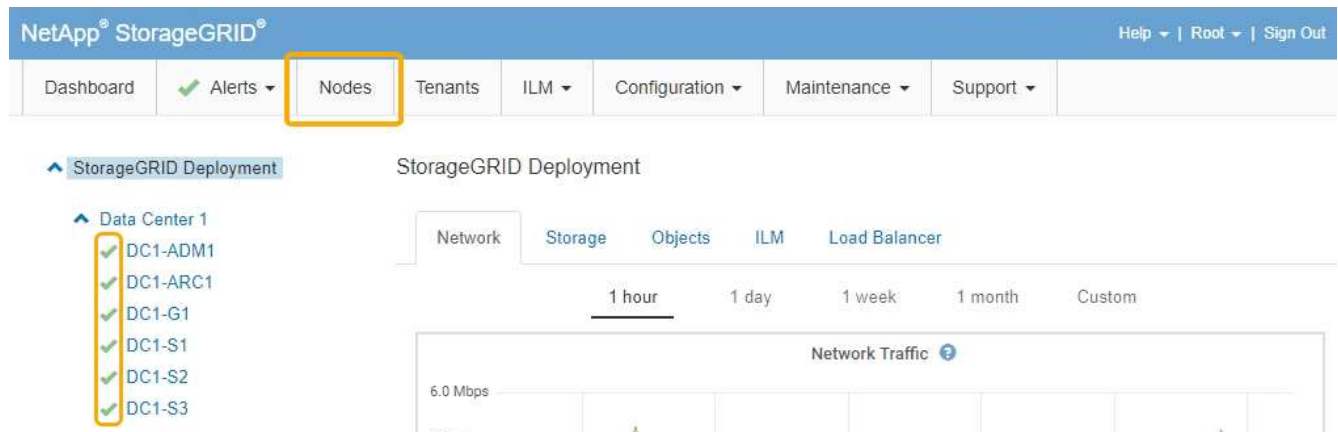 NetApp® StorageGRID®
Help | Root | Sign Out
Dashboard Alerts Nodes Tenants ILM Configuration Maintenance Support
StorageGRID Deployment
Data Center 1
DC1-ADM1
DC1-ARC1
DC1-G1
DC1-S1
DC1-S2
DC1-S3
StorageGRID Deployment
Network Storage Objects ILM Load Balancer
1 hour 1 day 1 week 1 month Custom
Network Traffic ?
6.0 Mbps